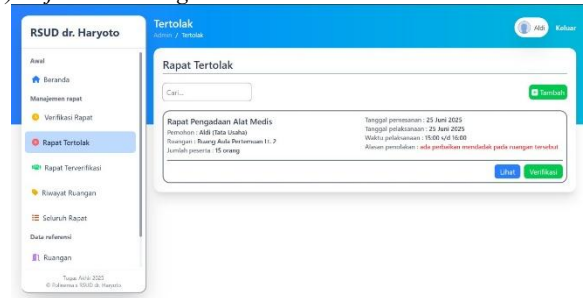 RSUD dr. Haryoto
Awal
Beranda
Manajemen rapat
Verifikasi Rapat
Rapat Tertolak
Rapat Terverifikasi
Riwayat Ruangan
Seluruh Rapat
Data referensi
Ruangan
Tugas Akhir 2025
Tertolak
Admin / Tertolak
Aldi
Keluar
Rapat Tertolak
Cari...
Tambah
Rapat Pengadaan Alat Medis
Pemohon : Aldi (Tata Usaha)
Ruangan : Ruang Aula Pertemuan Lt. 2
Jumlah peserta : 15 orang
Tanggal pemesanan : 25 Juni 2025
Tanggal pelaksanaan : 25 Juni 2025
Waktu pelaksanaan : 15:00 s/d 16:00
Alasan penolakan : ada perbaikan mendadak pada ruangan tersebut
Lihat
Verifikasi